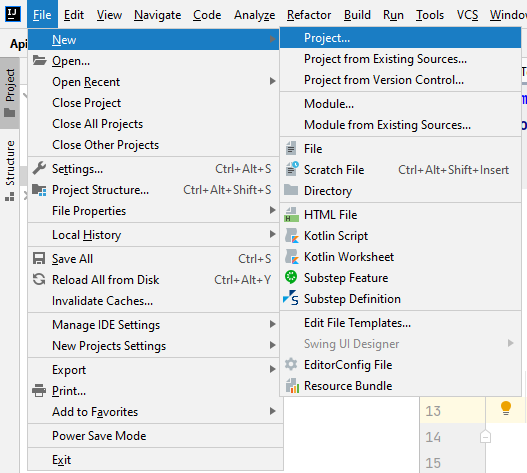 IJ File Edit View Navigate Code Analyze Refactor Build Run Tools VCS Window
Api
Project
Structure
New
Open...
Open Recent
Close Project
Close All Projects
Close Other Projects
Settings... Ctrl+Alt+S
Project Structure... Ctrl+Alt+Shift+S
File Properties
Local History
Save All Ctrl+S
Reload All from Disk Ctrl+Alt+Y
Invalidate Caches...
Manage IDE Settings
New Projects Settings
Export
Print...
Add to Favorites
Power Save Mode
Exit
Project...
Project from Existing Sources...
Project from Version Control...
Module...
Module from Existing Sources...
File
Scratch File Ctrl+Alt+Shift+Insert
Directory
HTML File
Kotlin Script
Kotlin Worksheet
Substep Feature
Substep Definition
Edit File Templates...
Swing UI Designer
EditorConfig File
Resource Bundle
13
14
15